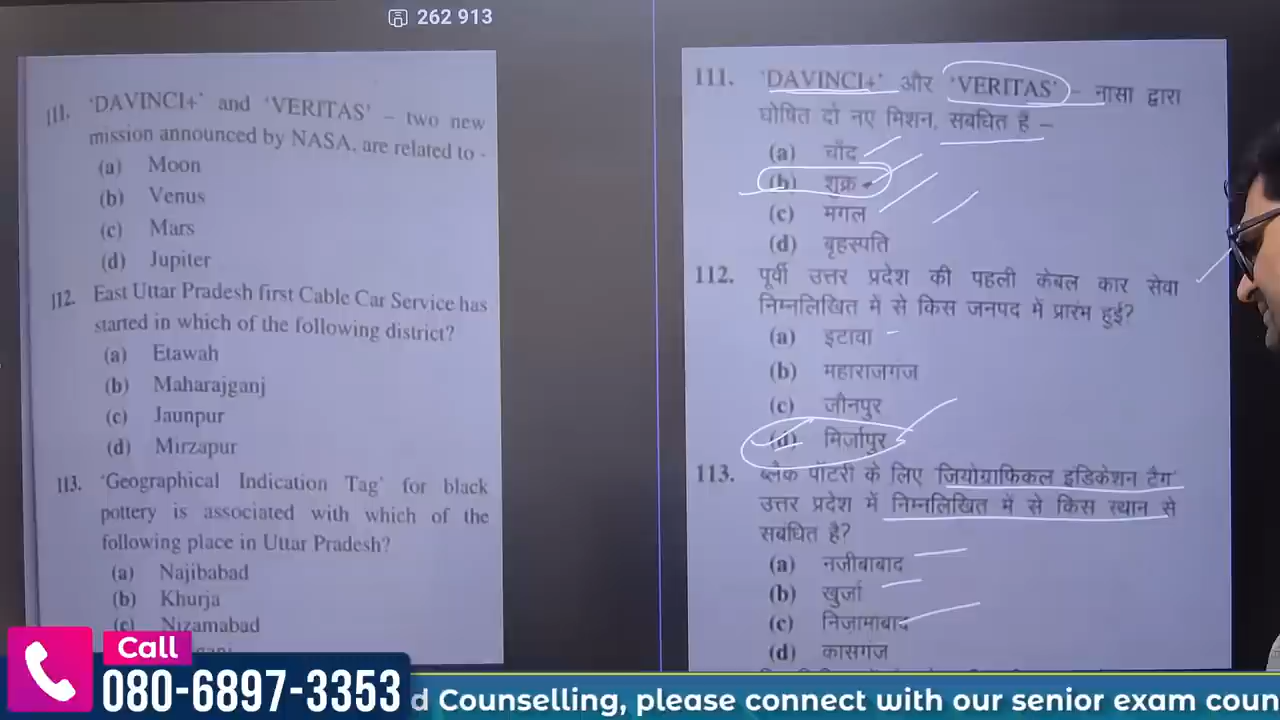 262 913
111. 'DAVINCI+' and 'VERITAS' – two new
mission announced by NASA, are related to -
(a) Moon
(b) Venus
(c) Mars
(d) Jupiter
112. East Uttar Pradesh first Cable Car Service has
started in which of the following district?
(a) Etawah
(b) Maharajganj
(c) Jaunpur
(d) Mirzapur
113. 'Geographical Indication Tag' for black
pottery is associated with which of the
following place in Uttar Pradesh?
(a) Najibabad
(b) Khurja
(c) Nizamabad
111. 'DAVINCI+' और 'VERITAS' – नासा द्वारा
घोषित दो नए मिशन, सबंधित हैं –
(a) चाँद
(b) शुक्र
(c) मंगल
(d) बृहस्पति
112. पूर्वी उत्तर प्रदेश की पहली केबल कार सेवा
निम्नलिखित में से किस जनपद में प्रारंभ हुई?
(a) इटावा
(b) महाराजगंज
(c) जौनपुर
(d) मिर्जापुर
113. ब्लैक पॉटरी के लिए 'जियोग्राफिकल इंडिकेशन टैग'
उत्तर प्रदेश में निम्नलिखित में से किस स्थान से
सबंधित है?
(a) नजीबाबाद
(b) खुर्जा
(c) निज़ामाबाद
(d) कासगंज
Call
080-6897-3353
d Counselling, please connect with our senior exam coun